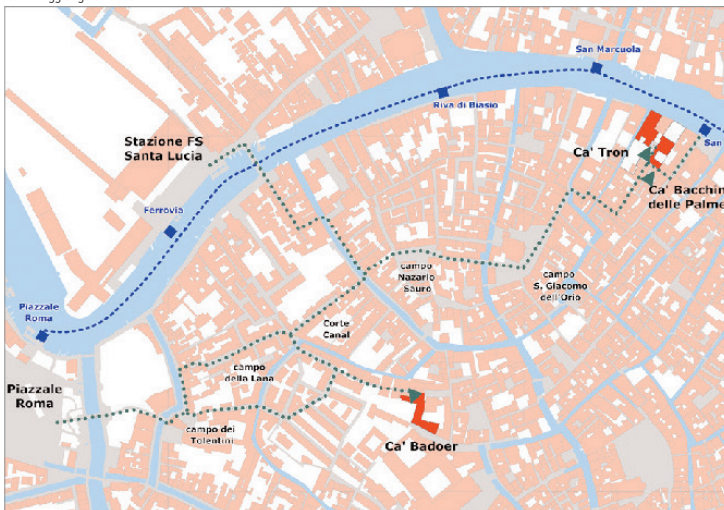 San Marcuola
Riva di Biasio
San
Stazione FS
Santa Lucia
Ca' Tron
Ca' Bacchin
delle Palme
Ferrovia
campo
Nazario
Sauro
campo
S. Giacomo
dell'Orio
Piazzale
Roma
Corte
Canal
campo
della Lana
Piazzale
Roma
campo dei
Tolentini
Ca' Badoer